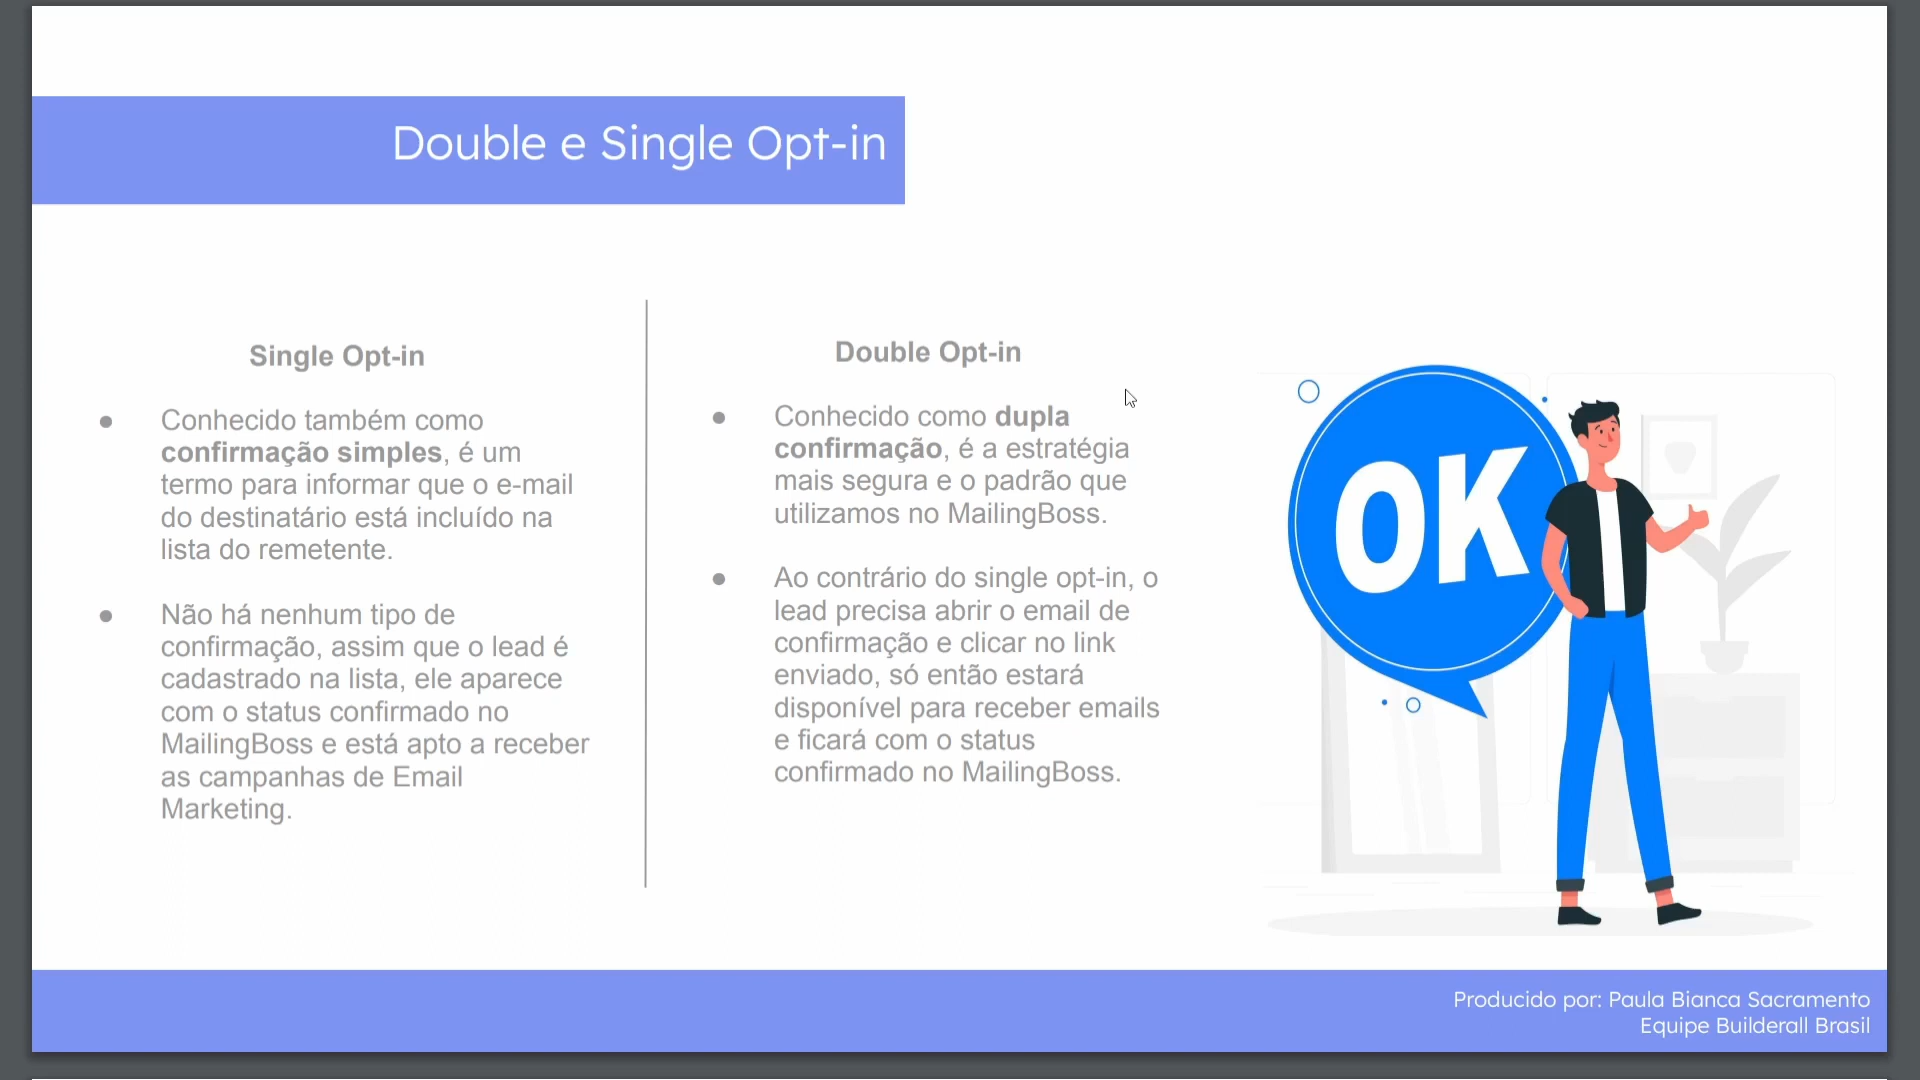 Double e Single Opt-in
Single Opt-in
● Conhecido também como
confirmação simples, é um
termo para informar que o e-mail
do destinatário está incluído na
lista do remetente.
● Não há nenhum tipo de
confirmação, assim que o lead é
cadastrado na lista, ele aparece
com o status confirmado no
MailingBoss e está apto a receber
as campanhas de Email
Marketing.
Double Opt-in
● Conhecido como dupla
confirmação, é a estratégia
mais segura e o padrão que
utilizamos no MailingBoss.
● Ao contrário do single opt-in, o
lead precisa abrir o email de
confirmação e clicar no link
enviado, só então estará
disponível para receber emails
e ficará com o status
confirmado no MailingBoss.
OK
Producido por: Paula Bianca Sacramento
Equipe Builderall Brasil